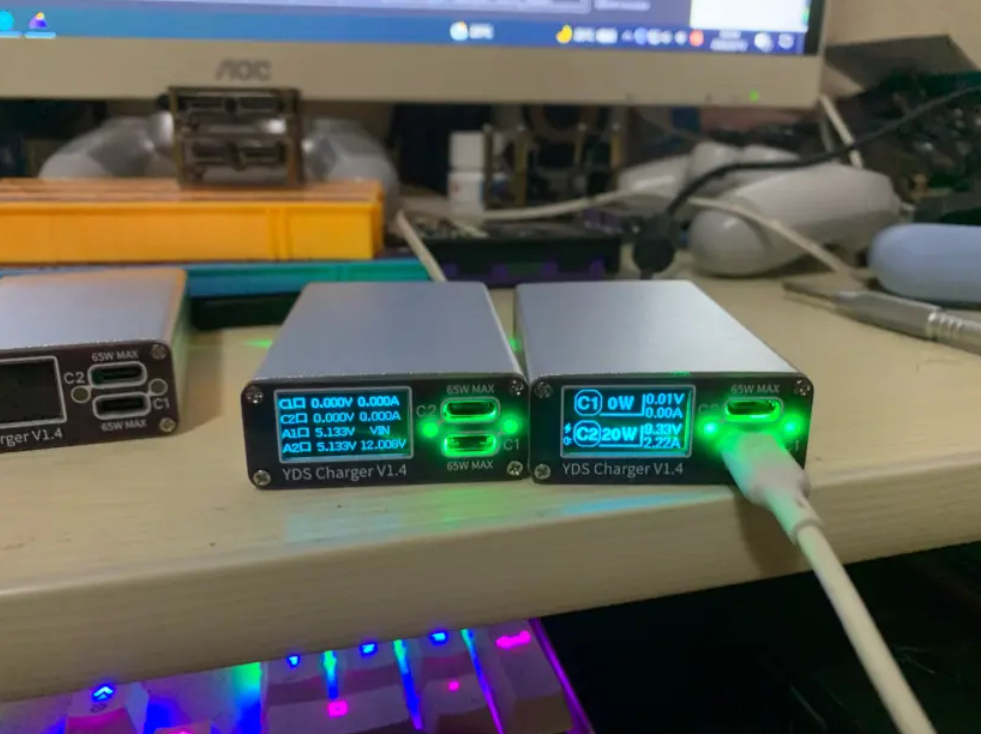 AOC
65W MAX
C2
C1
65W MAX
rger V1.4
C1 0.000V 0.000A
C2 0.000V 0.000A
A1 5.133V VIN
A2 5.133V 12.008V
65W MAX
C2
C1
65W MAX
YDS Charger V1.4
C1 0W 0.01V
0.00A
C2 20W 9.33V
2.22A
65W MAX
YDS Charger V1.4